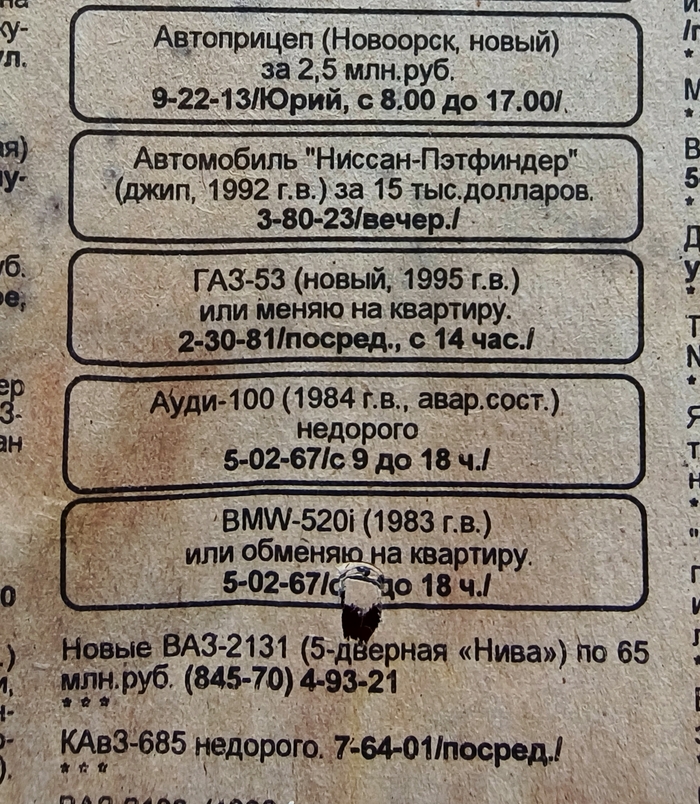 Автоприцеп (Новоорск, новый)
за 2,5 млн.руб.
9-22-13/Юрий, с 8.00 до 17.00/.
Автомобиль "Ниссан-Пэтфиндер"
(джип, 1992 г.в.) за 15 тыс.долларов.
3-80-23/вечер./
ГАЗ-53 (новый, 1995 г.в.)
или меняю на квартиру.
2-30-81/посред., с 14 час./
Ауди-100 (1984 г.в., авар.сост.)
недорого
5-02-67/с 9 до 18 ч./
BMW-520i (1983 г.в.)
или обменяю на квартиру.
5-02-67/с до 18 ч./
Новые ВАЗ-2131 (5-дверная «Нива») по 65
млн.руб. (845-70) 4-93-21
* * *
КАвЗ-685 недорого. 7-64-01/посред./
* * *